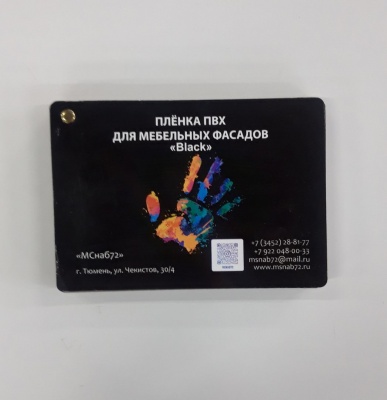 ПЛЁНКА ПВХ
ДЛЯ МЕБЕЛЬНЫХ ФАСАДОВ
«Black»
«МСнаб72»
г. Тюмень, ул. Чекистов, 30/4
+7 (3452) 28-81-77
+7 922 048-00-33
msnab72@mail.ru
www.msnab72.ru